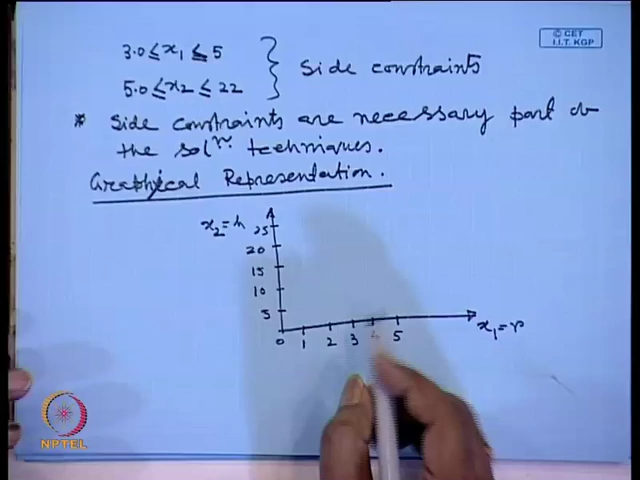 © CET
I.I.T. KGP
3.0 ≤ x₁ ≤ 5
5.0 ≤ x₂ ≤ 22
} Side constraints
* Side constraints are necessary part of
the solⁿ. techniques.
Graphical Representation.
x₂ = h
25
20
15
10
5
0 1 2 3 4 5
x₁ = r
NPTEL